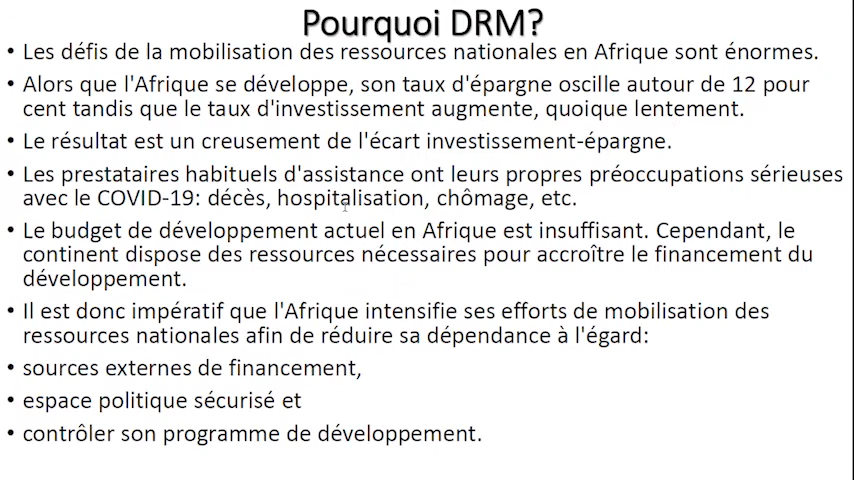 Pourquoi DRM?
• Les défis de la mobilisation des ressources nationales en Afrique sont énormes.
• Alors que l'Afrique se développe, son taux d'épargne oscille autour de 12 pour
cent tandis que le taux d'investissement augmente, quoique lentement.
• Le résultat est un creusement de l'écart investissement-épargne.
• Les prestataires habituels d'assistance ont leurs propres préoccupations sérieuses
avec le COVID-19: décès, hospitalisation, chômage, etc.
• Le budget de développement actuel en Afrique est insuffisant. Cependant, le
continent dispose des ressources nécessaires pour accroître le financement du
développement.
• Il est donc impératif que l'Afrique intensifie ses efforts de mobilisation des
ressources nationales afin de réduire sa dépendance à l'égard:
• sources externes de financement,
• espace politique sécurisé et
• contrôler son programme de développement.